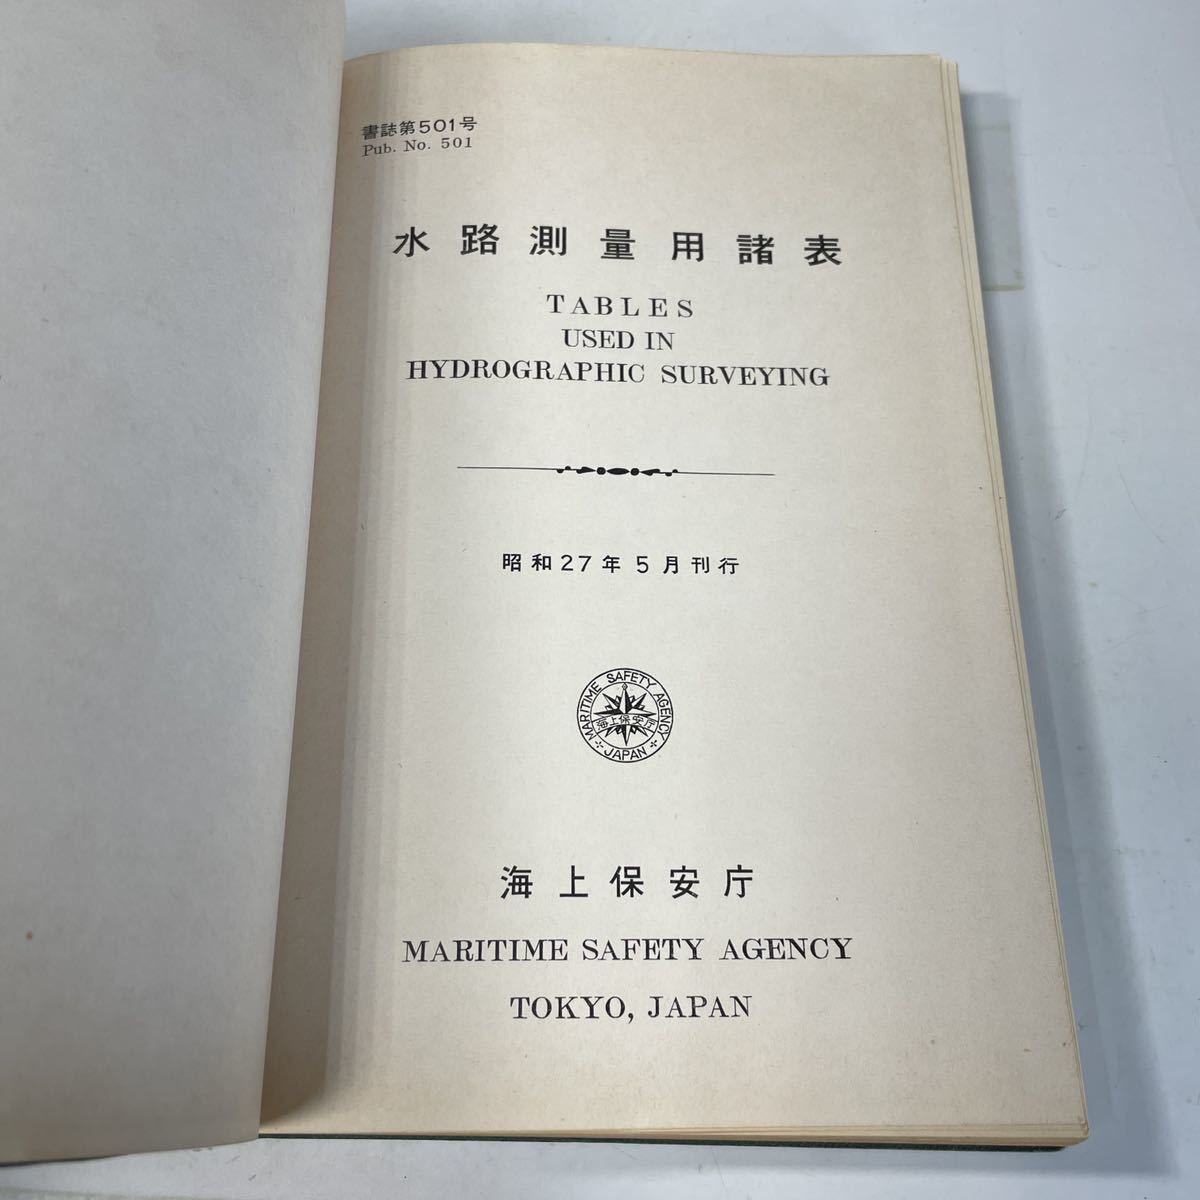 書誌第501号
Pub. No. 501
水路測量用諸表
TABLES
USED IN
HYDROGRAPHIC SURVEYING
昭和27年5月刊行
MARITIME SAFETY AGENCY
海上保安庁
JAPAN
海上保安庁
MARITIME SAFETY AGENCY
TOKYO, JAPAN